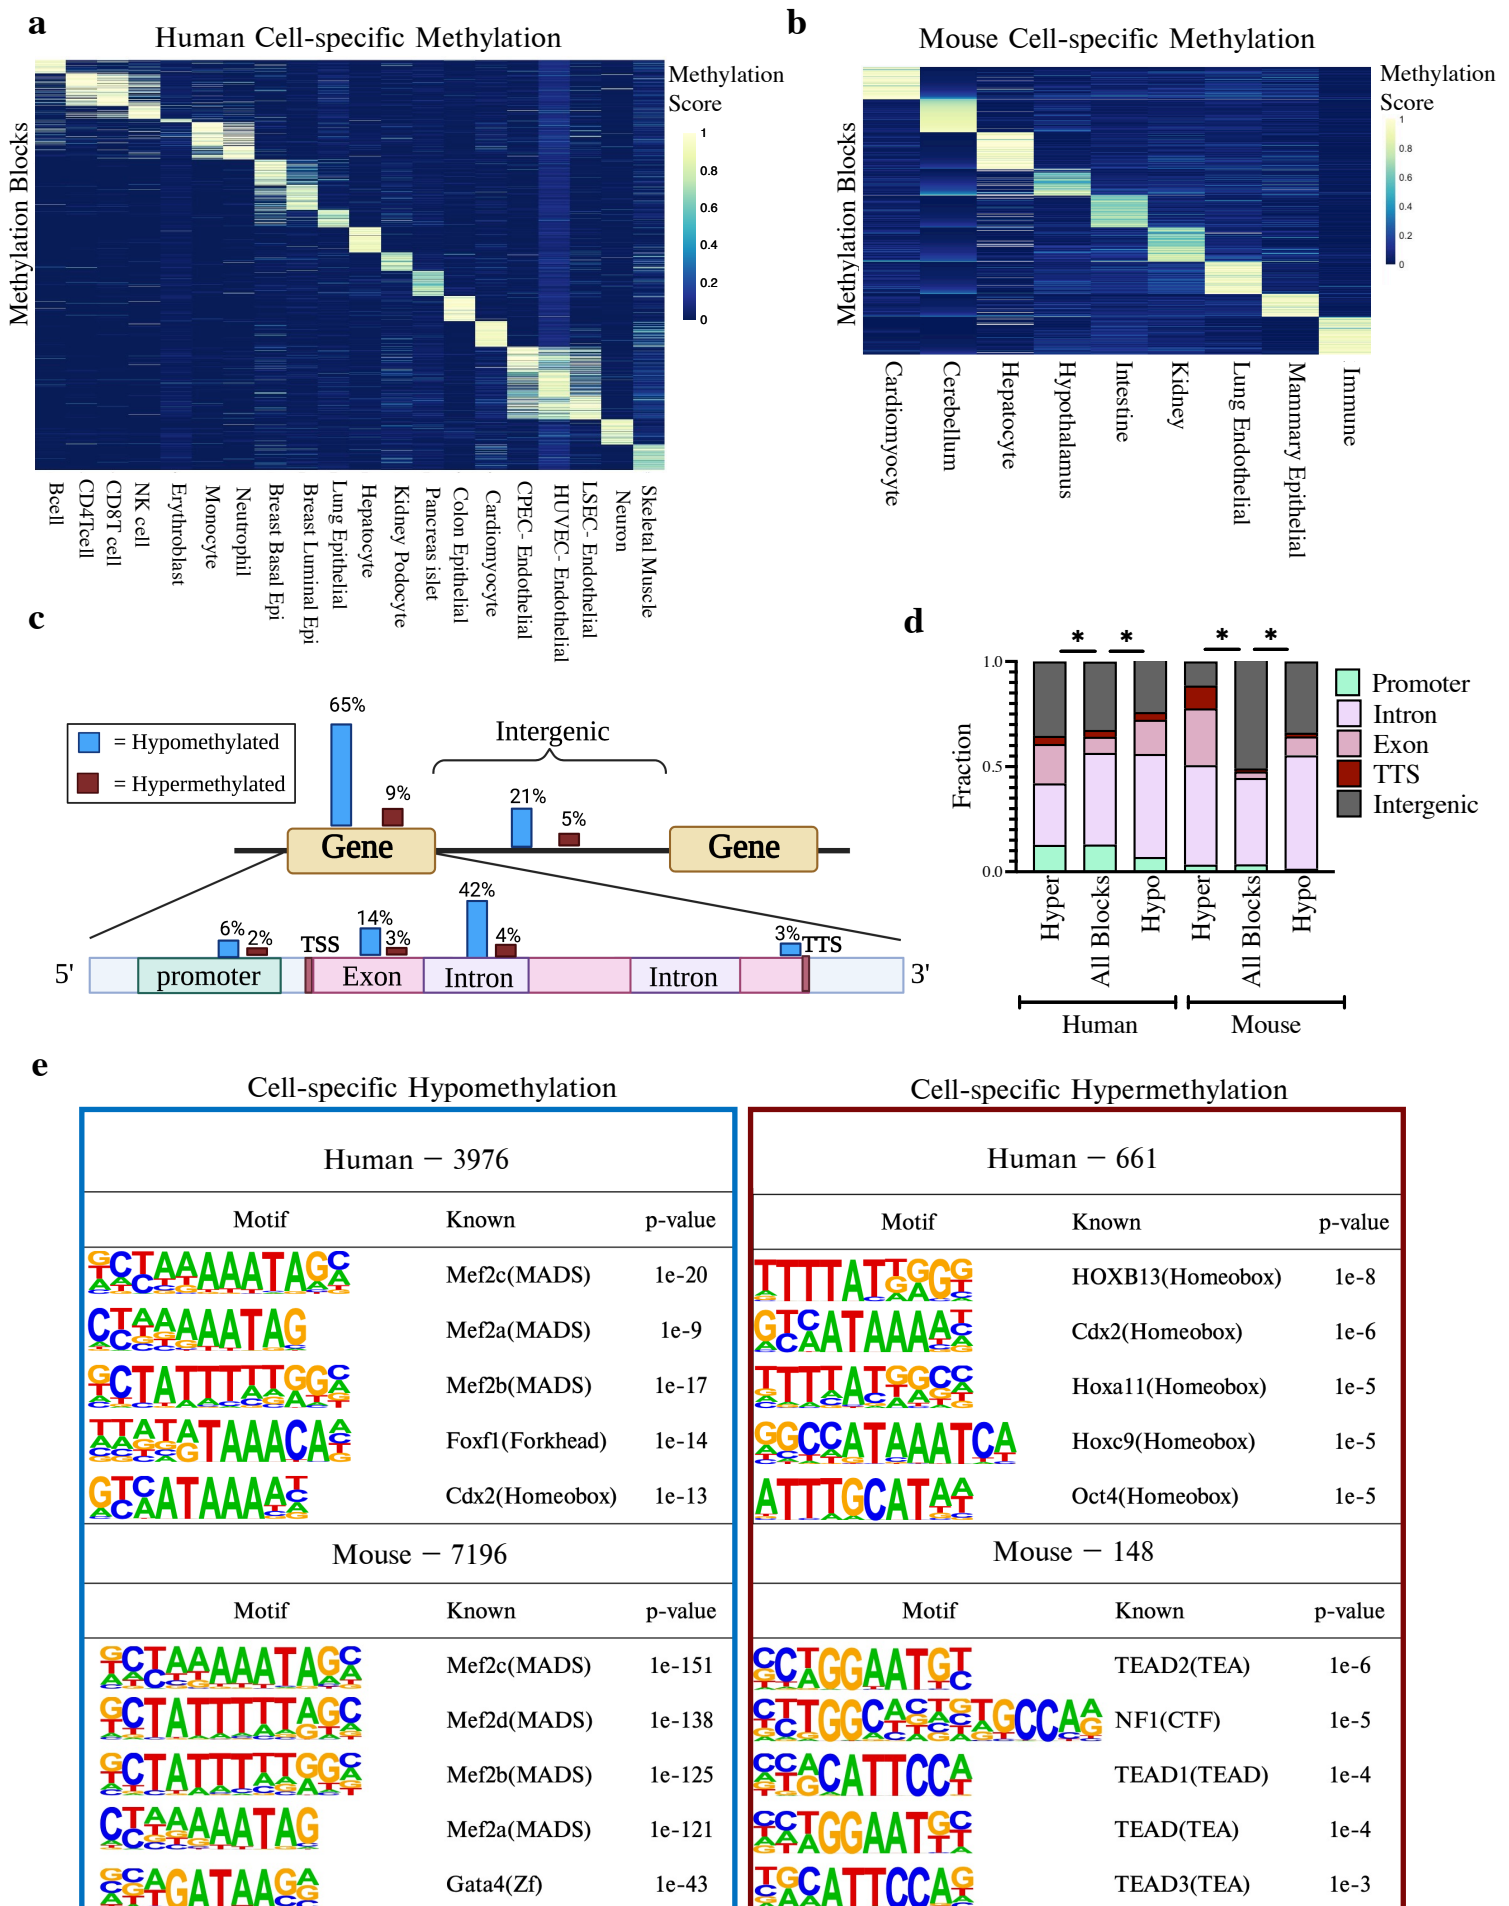 a
Human Cell-specific Methylation
Methylation Blocks
Methylation
Score
1
0.8
0.6
0.4
0.2
0
Bcell
CD4Tcell
CD8T cell
NK cell
Erythroblast
Monocyte
Neutrophil
Breast Basal Epi
Breast Luminal Epi
Lung Epithelial
Hepatocyte
Kidney Podocyte
Pancreas islet
Colon Epithelial
Cardiomyocyte
CPEC- Endothelial
HUVEC- Endothelial
LSEC- Endothelial
Neuron
Skeletal Muscle
b
Mouse Cell-specific Methylation
Methylation Blocks
Methylation
Score
1
0.8
0.6
0.4
0.2
0
Cardiomyocyte
Cerebellum
Hepatocyte
Hypothalamus
Intestine
Kidney
Lung Endothelial
Mammary Epithelial
Immune
c
= Hypomethylated
= Hypermethylated
65%
9%
Intergenic
21%
5%
Gene
Gene
6%
2%
TSS
14%
3%
42%
4%
3%
TTS
5'
promoter
Exon
Intron
Intron
3'
d
* * * *
Fraction
1.0
0.5
0.0
Hyper
All Blocks
Hypo
Hyper
All Blocks
Hypo
Human
Mouse
Promoter
Intron
Exon
TTS
Intergenic
e
Cell-specific Hypomethylation
Human – 3976
Motif Known p-value
Mef2c(MADS) 1e-20
Mef2a(MADS) 1e-9
Mef2b(MADS) 1e-17
Foxf1(Forkhead) 1e-14
Cdx2(Homeobox) 1e-13
Mouse – 7196
Motif Known p-value
Mef2c(MADS) 1e-151
Mef2d(MADS) 1e-138
Mef2b(MADS) 1e-125
Mef2a(MADS) 1e-121
Gata4(Zf) 1e-43
Cell-specific Hypermethylation
Human – 661
Motif Known p-value
HOXB13(Homeobox) 1e-8
Cdx2(Homeobox) 1e-6
Hoxa11(Homeobox) 1e-5
Hoxc9(Homeobox) 1e-5
Oct4(Homeobox) 1e-5
Mouse – 148
Motif Known p-value
TEAD2(TEA) 1e-6
NF1(CTF) 1e-5
TEAD1(TEAD) 1e-4
TEAD(TEA) 1e-4
TEAD3(TEA) 1e-3